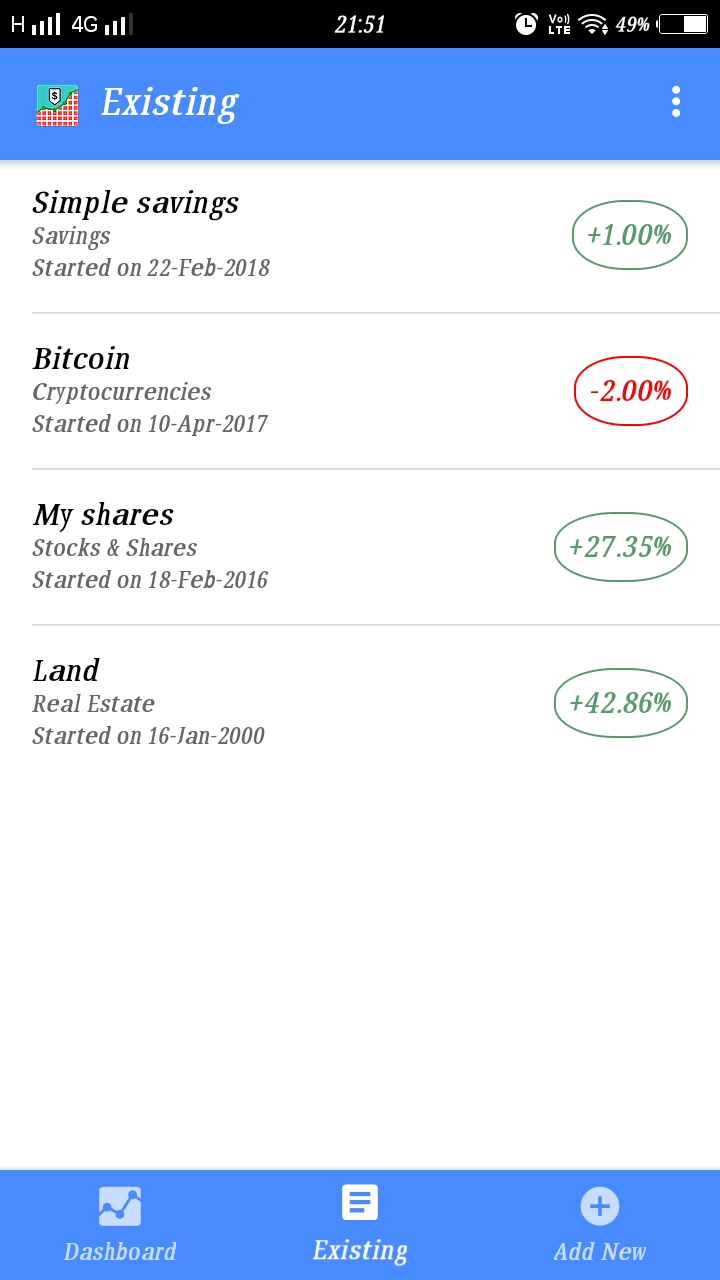 H 4G 21:51 Vo)) LTE 49%
$
Existing
Simple savings
Savings
Started on 22-Feb-2018
+1.00%
Bitcoin
Cryptocurrencies
Started on 10-Apr-2017
-2.00%
My shares
Stocks & Shares
Started on 18-Feb-2016
+27.35%
Land
Real Estate
Started on 16-Jan-2000
+42.86%
Dashboard
Existing
Add New